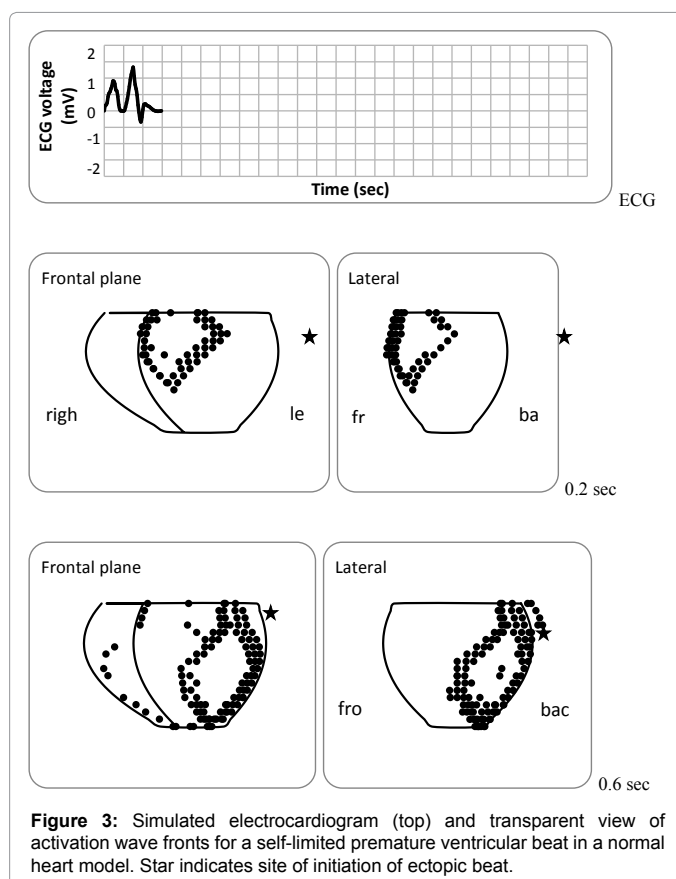 2
1
0
-1
-2
ECG voltage
(mV)
Time (sec)
ECG
Frontal plane
righ
le
Lateral
fr
ba
0.2 sec
Frontal plane
Lateral
fro
bac
0.6 sec
Figure 3: Simulated electrocardiogram (top) and transparent view of
activation wave fronts for a self-limited premature ventricular beat in a normal
heart model. Star indicates site of initiation of ectopic beat.